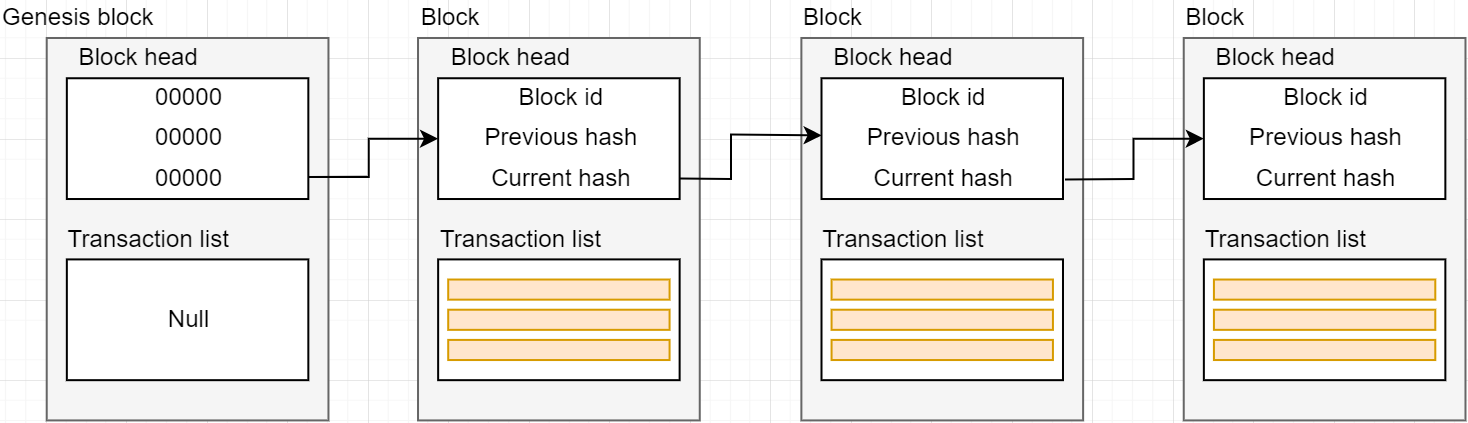 Genesis block
Block head
00000
00000
00000
Transaction list
Null
Block
Block head
Block id
Previous hash
Current hash
Transaction list
Block
Block head
Block id
Previous hash
Current hash
Transaction list
Block
Block head
Block id
Previous hash
Current hash
Transaction list